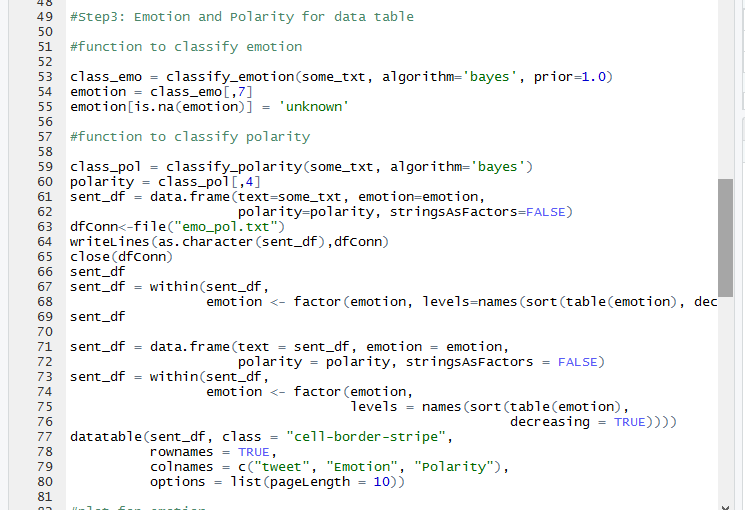 48
49 #Step3: Emotion and Polarity for data table
50
51 #function to classify emotion
52
53 class_emo = classify_emotion(some_txt, algorithm='bayes', prior=1.0)
54 emotion = class_emo[,7]
55 emotion[is.na(emotion)] = 'unknown'
56
57 #function to classify polarity
58
59 class_pol = classify_polarity(some_txt, algorithm='bayes')
60 polarity = class_pol[,4]
61 sent_df = data.frame(text=some_txt, emotion=emotion,
62 polarity=polarity, stringsAsFactors=FALSE)
63 dfConn<-file("emo_pol.txt")
64 writeLines(as.character(sent_df),dfConn)
65 close(dfConn)
66 sent_df
67 sent_df = within(sent_df,
68 emotion <- factor(emotion, levels=names(sort(table(emotion), dec
69 sent_df
70
71 sent_df = data.frame(text = sent_df, emotion = emotion,
72 polarity = polarity, stringsAsFactors = FALSE)
73 sent_df = within(sent_df,
74 emotion <- factor(emotion,
75 levels = names(sort(table(emotion),
76 decreasing = TRUE))))
77 datatable(sent_df, class = "cell-border-stripe",
78 rownames = TRUE,
79 colnames = c("tweet", "Emotion", "Polarity"),
80 options = list(pageLength = 10))
81
82 #plot for emotion